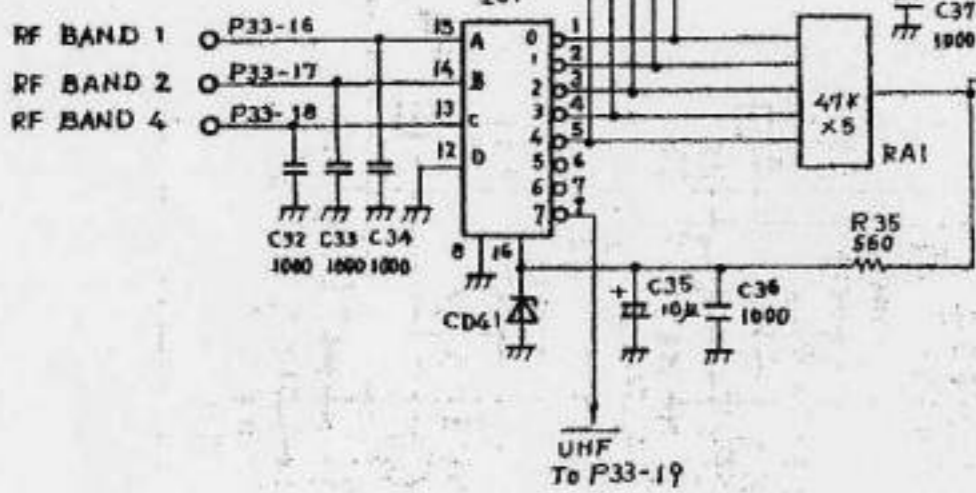 C37
1000
RF BAND 1 P33-16 15 A 0 1
1 2
RF BAND 2 P33-17 14 B 2 3
RF BAND 4 P33-18 13 C 3 4
47K
X5
4 5
12 D 5 6
RA1
6 7
7
R35
560
C32 C33 C34
1000 1000 1000
8 16
CD41
+ C35
10µ
C36
1000
UHF
To P33-19